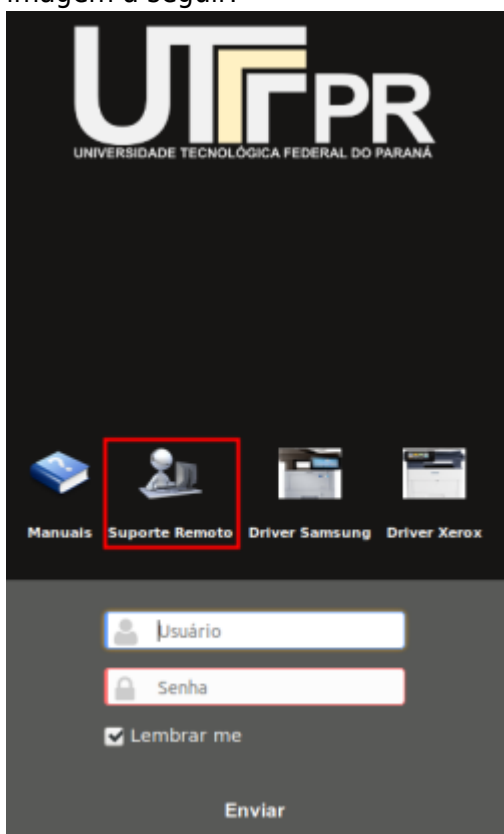 imagem a seguir:
UTFPR
UNIVERSIDADE TECNOLÓGICA FEDERAL DO PARANÁ
Manuais Suporte Remoto Driver Samsung Driver Xerox
Usuário
Senha
Lembrar me
Enviar